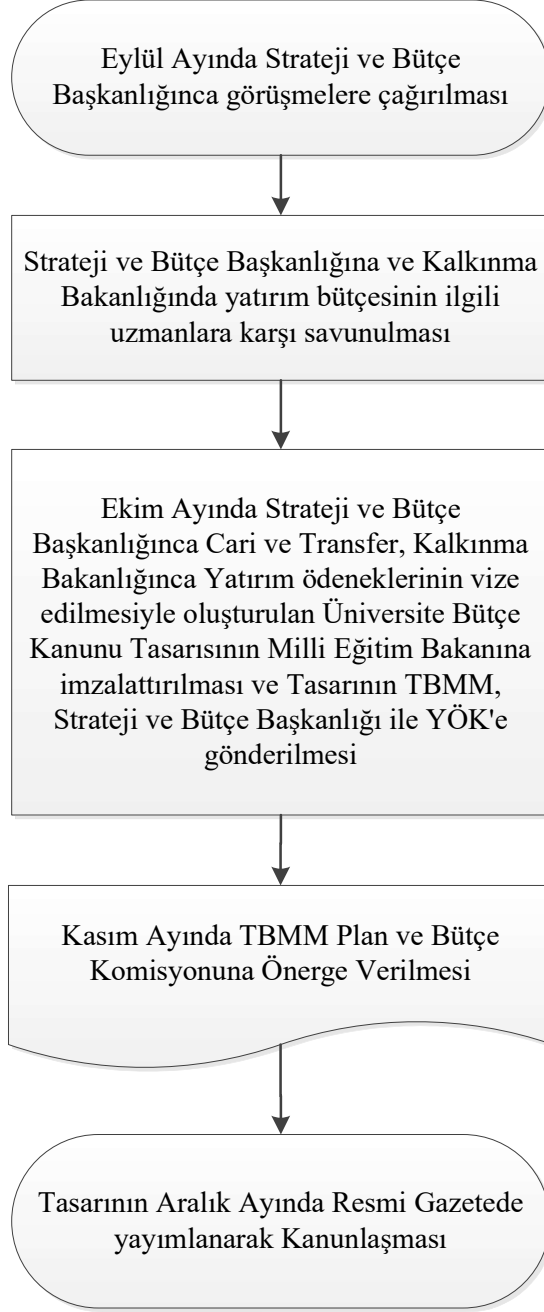 Eylül Ayında Strateji ve Bütçe
Başkanlığınca görüşmelere çağırılması
Strateji ve Bütçe Başkanlığına ve Kalkınma
Bakanlığında yatırım bütçesinin ilgili
uzmanlara karşı savunulması
Ekim Ayında Strateji ve Bütçe
Başkanlığınca Cari ve Transfer, Kalkınma
Bakanlığınca Yatırım ödeneklerinin vize
edilmesiyle oluşturulan Üniversite Bütçe
Kanunu Tasarısının Milli Eğitim Bakanına
imzalattırılması ve Tasarının TBMM,
Strateji ve Bütçe Başkanlığı ile YÖK'e
gönderilmesi
Kasım Ayında TBMM Plan ve Bütçe
Komisyonuna Önerge Verilmesi
Tasarının Aralık Ayında Resmi Gazetede
yayımlanarak Kanunlaşması